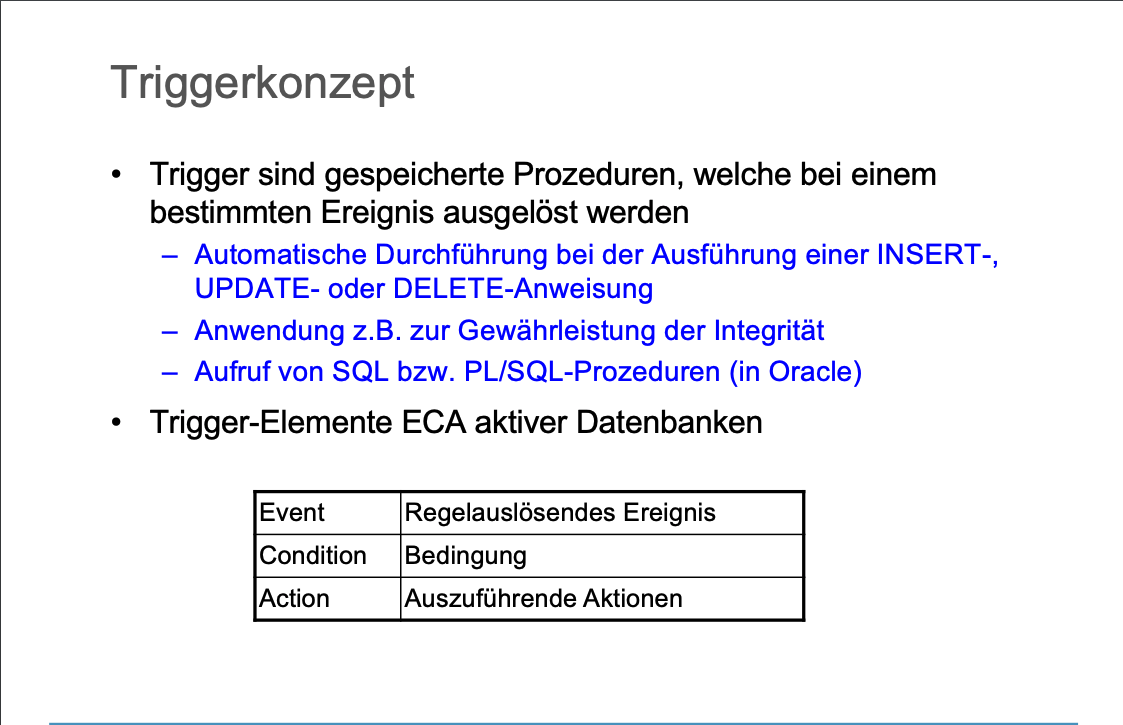 Triggerkonzept
• Trigger sind gespeicherte Prozeduren, welche bei einem
bestimmten Ereignis ausgelöst werden
– Automatische Durchführung bei der Ausführung einer INSERT-,
UPDATE- oder DELETE-Anweisung
– Anwendung z.B. zur Gewährleistung der Integrität
– Aufruf von SQL bzw. PL/SQL-Prozeduren (in Oracle)
• Trigger-Elemente ECA aktiver Datenbanken
Event Regelauslösendes Ereignis
Condition Bedingung
Action Auszuführende Aktionen